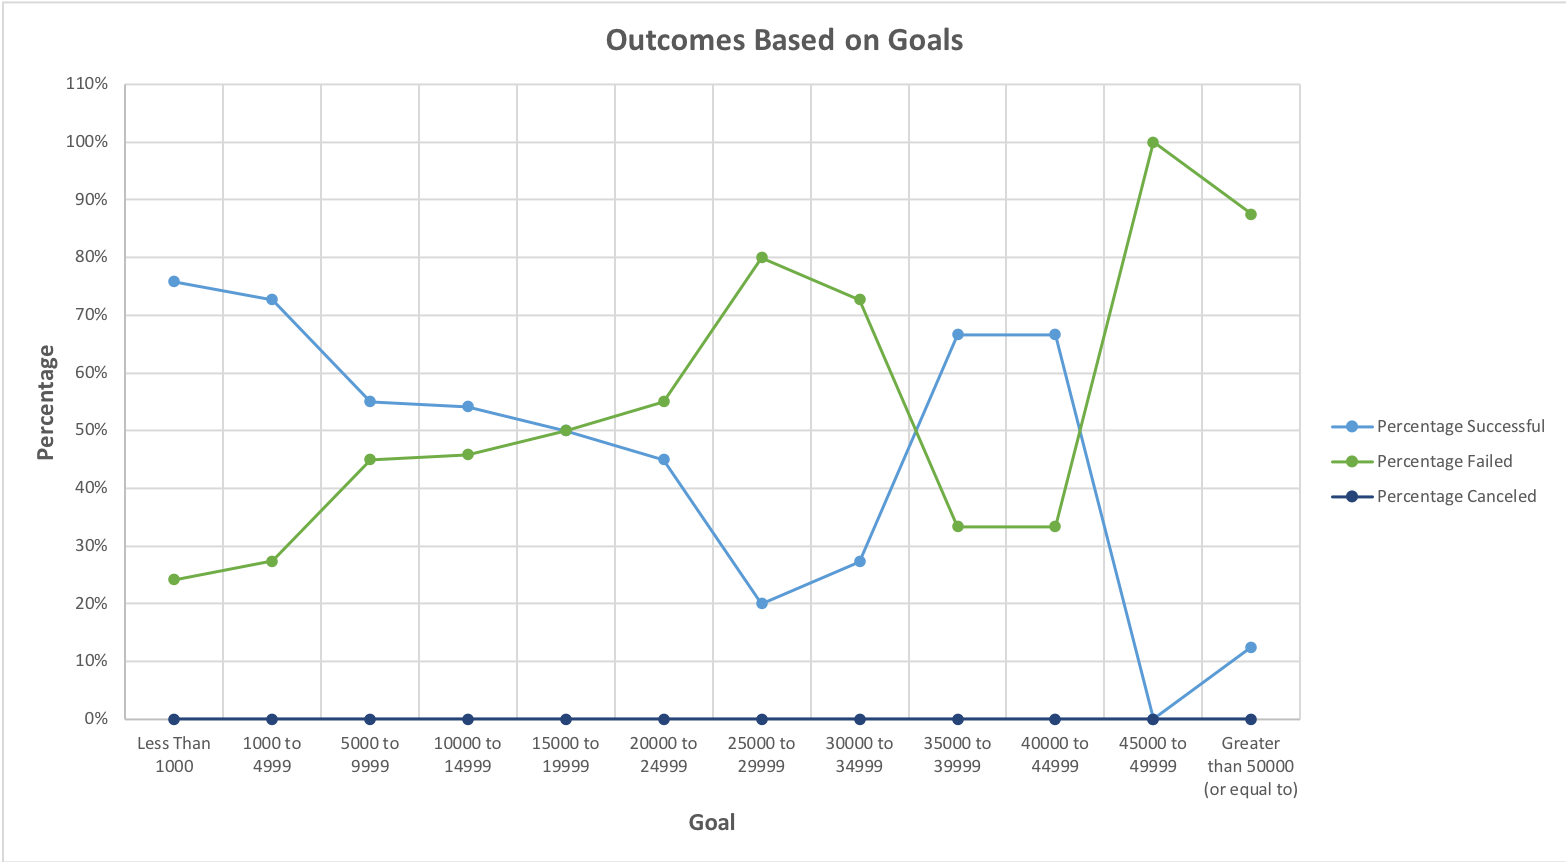 Outcomes Based on Goals
110%
100%
90%
80%
70%
60%
50%
40%
30%
20%
10%
0%
Percentage
Less Than
1000
1000 to
4999
5000 to
9999
10000 to
14999
15000 to
19999
20000 to
24999
25000 to
29999
30000 to
34999
35000 to
39999
40000 to
44999
45000 to
49999
Greater
than 50000
(or equal to)
Goal
Percentage Successful
Percentage Failed
Percentage Canceled